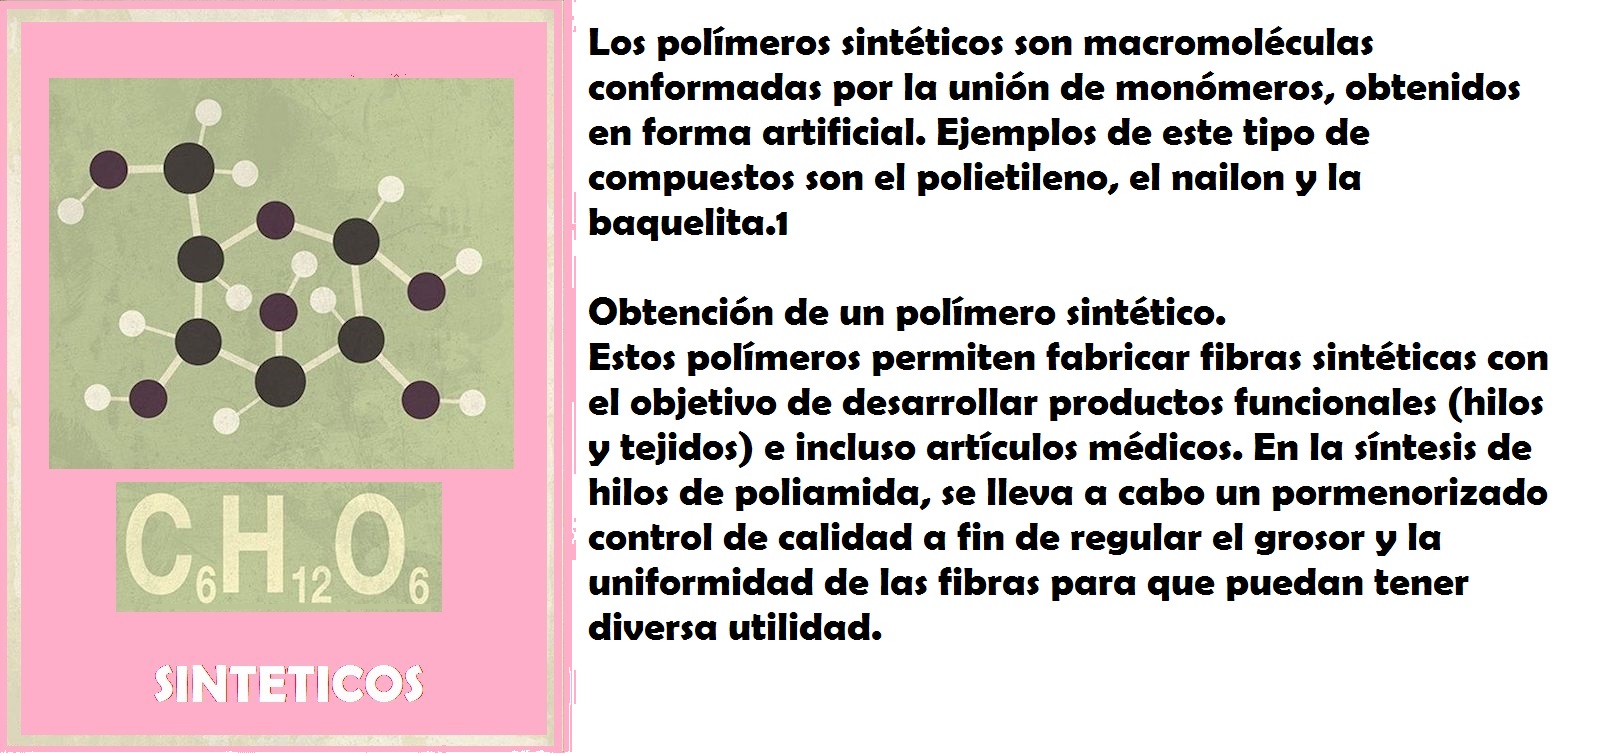 C6H12O6
SINTETICOS
Los polímeros sintéticos son macromoléculas
conformadas por la unión de monómeros, obtenidos
en forma artificial. Ejemplos de este tipo de
compuestos son el polietileno, el nailon y la
baquelita.1
Obtención de un polímero sintético.
Estos polímeros permiten fabricar fibras sintéticas con
el objetivo de desarrollar productos funcionales (hilos
y tejidos) e incluso artículos médicos. En la síntesis de
hilos de poliamida, se lleva a cabo un pormenorizado
control de calidad a fin de regular el grosor y la
uniformidad de las fibras para que puedan tener
diversa utilidad.